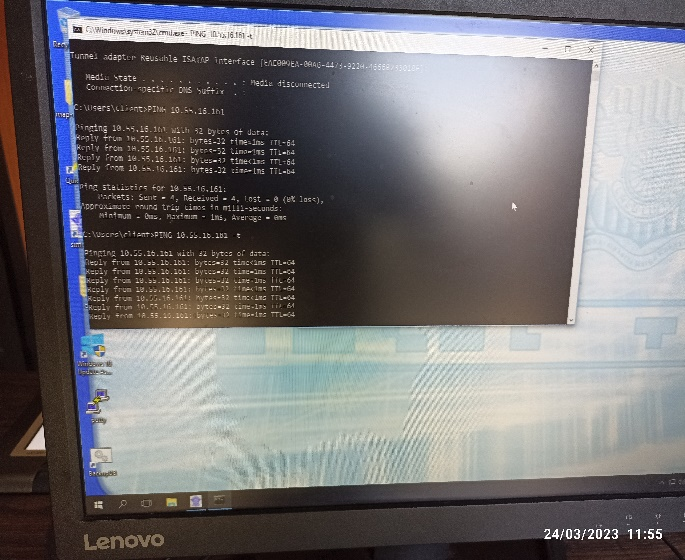 C:\Windows\system32\cmd.exe - PING 10.55.16.161 -t
Tunnel adapter Reusable ISATAP Interface
Media State . . . . . . . . . . . : Media disconnected
Connection-specific DNS Suffix . :
C:\Users\client>PING 10.55.16.161
Pinging 10.55.16.161 with 32 bytes of data:
Reply from 10.55.16.161: bytes=32 time<1ms TTL=64
Reply from 10.55.16.161: bytes=32 time<1ms TTL=64
Reply from 10.55.16.161: bytes=32 time=1ms TTL=64
Reply from 10.55.16.161: bytes=32 time<1ms TTL=64
Ping statistics for 10.55.16.161:
Packets: Sent = 4, Received = 4, Lost = 0 (0% loss),
Approximate round trip times in milli-seconds:
Minimum = 0ms, Maximum = 1ms, Average = 0ms
C:\Users\client>PING 10.55.16.161 -t
Pinging 10.55.16.161 with 32 bytes of data:
Reply from 10.55.16.161: bytes=32 time<1ms TTL=64
Reply from 10.55.16.161: bytes=32 time<1ms TTL=64
Reply from 10.55.16.161: bytes=32 time<1ms TTL=64
Reply from 10.55.16.161: bytes=32 time<1ms TTL=64
Reply from 10.55.16.161: bytes=32 time<1ms TTL=64
Reply from 10.55.16.161: bytes=32 time=1ms TTL=64
Reply from 10.55.16.161: bytes=32 time=1ms TTL=64
Windows 10
Update
Putty
Lenovo
24/03/2023 11:55